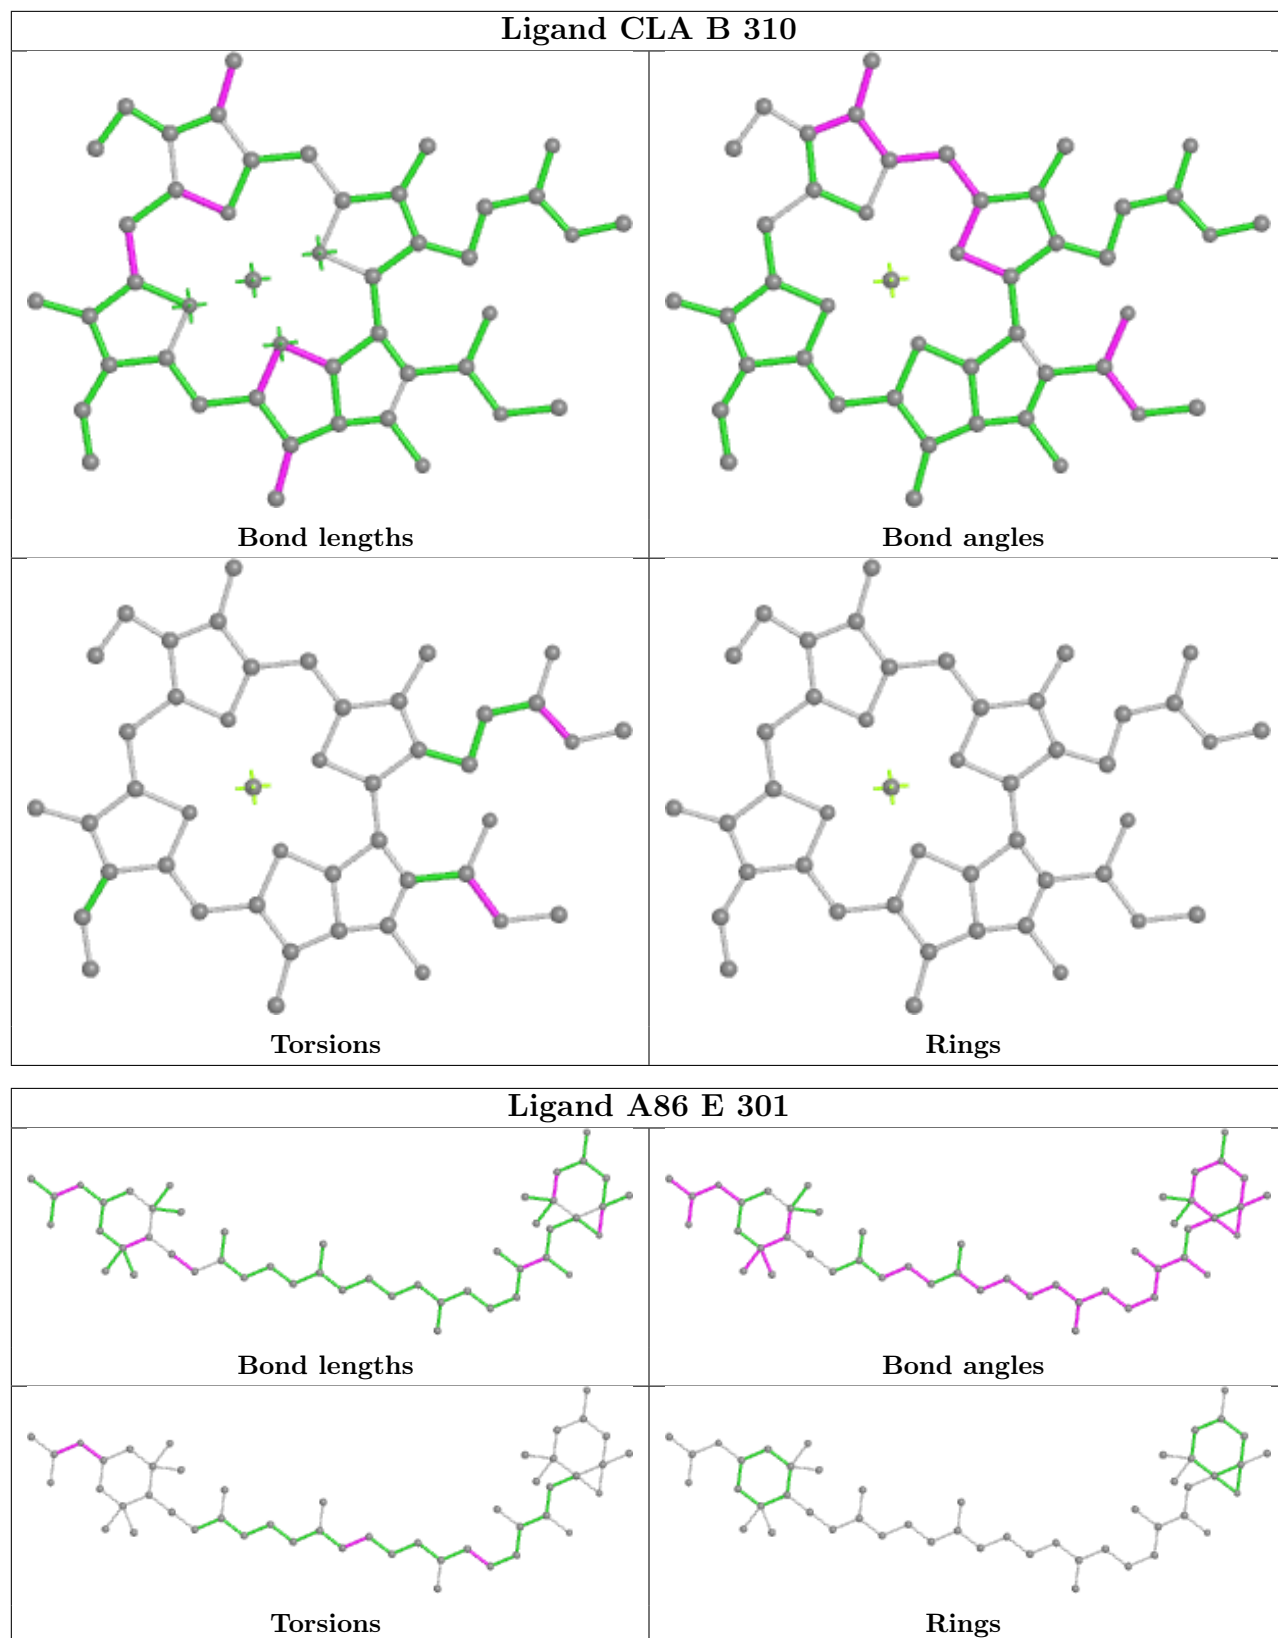 Ligand CLA B 310
Bond lengths
Bond angles
Torsions
Rings
Ligand A86 E 301
Bond lengths
Bond angles
Torsions
Rings